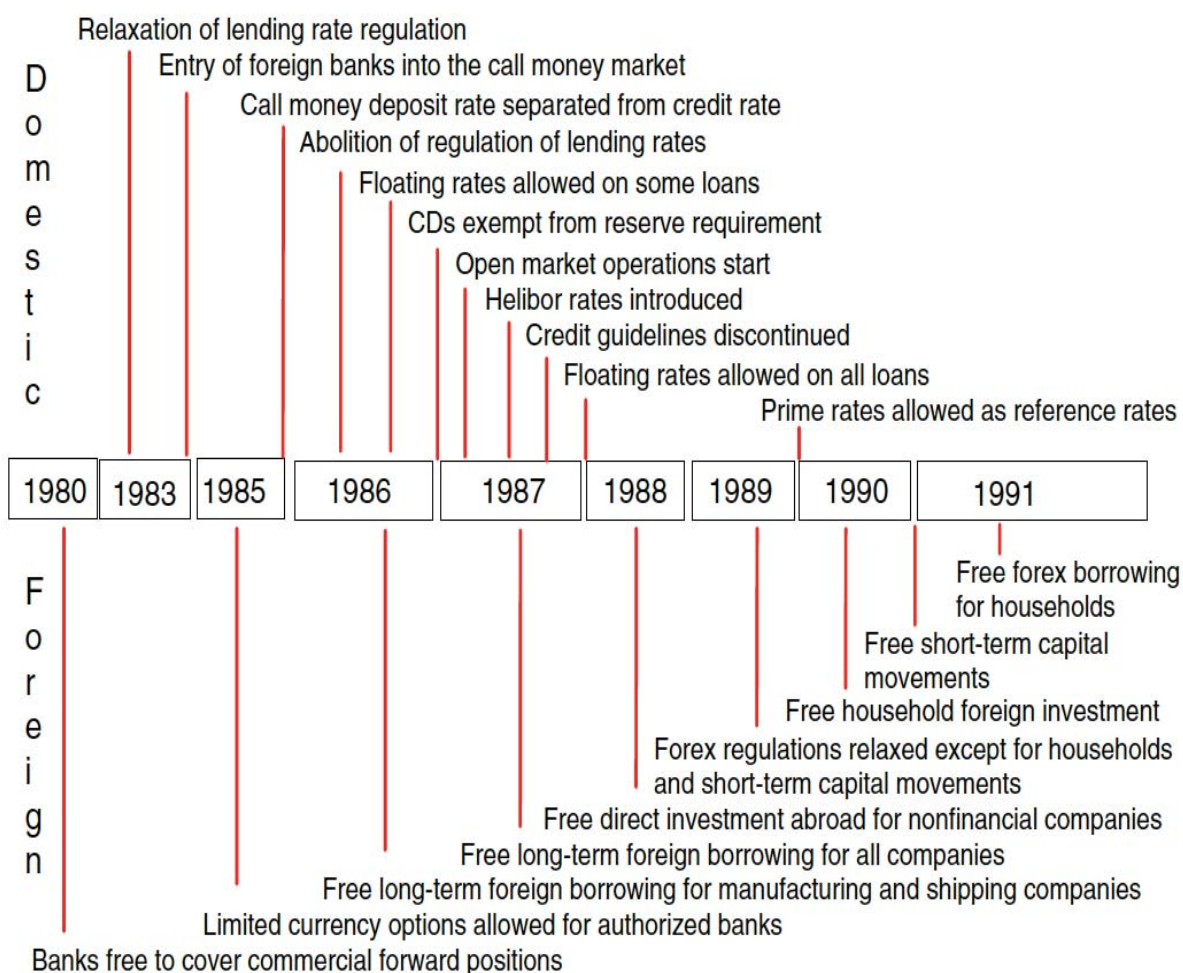 Relaxation of lending rate regulation
Entry of foreign banks into the call money market
Call money deposit rate separated from credit rate
Abolition of regulation of lending rates
Floating rates allowed on some loans
CDs exempt from reserve requirement
Open market operations start
Helibor rates introduced
Credit guidelines discontinued
Floating rates allowed on all loans
Prime rates allowed as reference rates
Domestic
1980 1983 1985 1986 1987 1988 1989 1990 1991
Foreign
Free forex borrowing
for households
Free short-term capital
movements
Free household foreign investment
Forex regulations relaxed except for households
and short-term capital movements
Free direct investment abroad for nonfinancial companies
Free long-term foreign borrowing for all companies
Free long-term foreign borrowing for manufacturing and shipping companies
Limited currency options allowed for authorized banks
Banks free to cover commercial forward positions